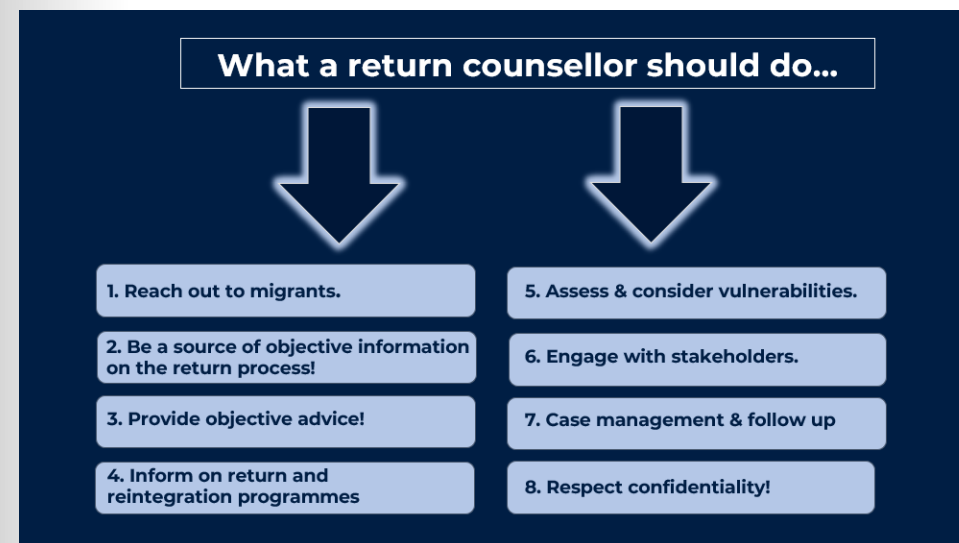 What a return counsellor should do...
1. Reach out to migrants.
2. Be a source of objective information
on the return process!
3. Provide objective advice!
4. Inform on return and
reintegration programmes
5. Assess & consider vulnerabilities.
6. Engage with stakeholders.
7. Case management & follow up
8. Respect confidentiality!